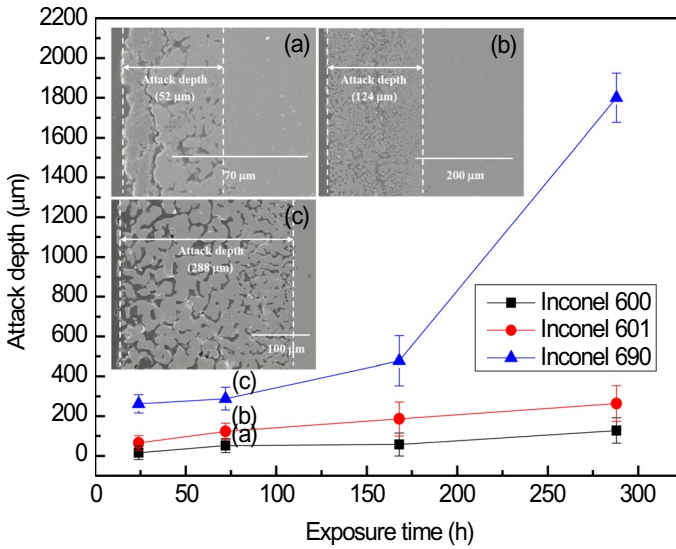 2200
2000
1800
1600
1400
1200
1000
800
600
400
200
0
Attack depth (μm)
(a)
Attack depth
(52 μm)
70 μm
(b)
Attack depth
(124 μm)
200 μm
(c)
Attack depth
(288 μm)
100 μm
Inconel 600
Inconel 601
Inconel 690
(c)
(b)
(a)
0 50 100 150 200 250 300
Exposure time (h)